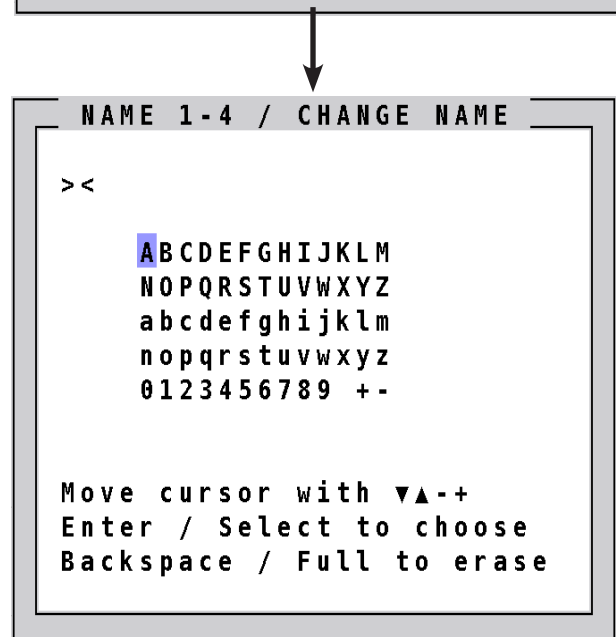 NAME 1-4 / CHANGE NAME
><
ABCDEFGHIJKLM
NOPQRSTUVWXYZ
abcdefghijklm
nopqrstuvwxyz
0123456789 +-
Move cursor with ▼▲-+
Enter / Select to choose
Backspace / Full to erase